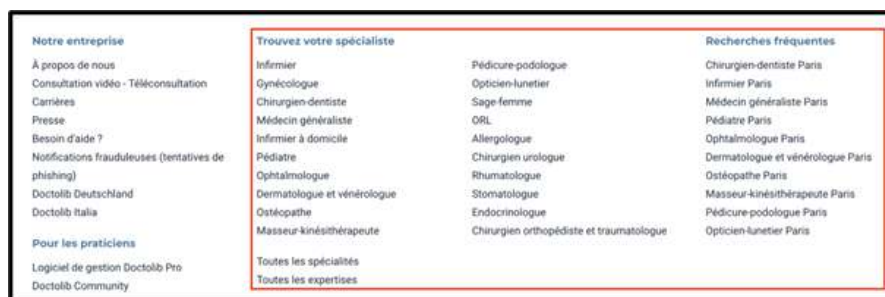 Notre entreprise
À propos de nous
Consultation vidéo - Téléconsultation
Carrières
Presse
Besoin d'aide ?
Notifications frauduleuses (tentatives de
phishing)
Doctolib Deutschland
Doctolib Italia
Pour les praticiens
Logiciel de gestion Doctolib Pro
Doctolib Community
Trouvez votre spécialiste
Infirmier
Gynécologue
Chirurgien-dentiste
Médecin généraliste
Infirmier à domicile
Pédiatre
Ophtalmologue
Dermatologue et vénérologue
Ostéopathe
Masseur-kinésithérapeute
Toutes les spécialités
Toutes les expertises
Pédicure-podologue
Opticien-lunetier
Sage-femme
ORL
Allergologue
Chirurgien urologue
Rhumatologue
Stomatologue
Endocrinologue
Chirurgien orthopédiste et traumatologue
Recherches fréquentes
Chirurgien-dentiste Paris
Infirmier Paris
Médecin généraliste Paris
Pédiatre Paris
Ophtalmologue Paris
Dermatologue et vénérologue Paris
Ostéopathe Paris
Masseur-kinésithérapeute Paris
Pédicure-podologue Paris
Opticien-lunetier Paris